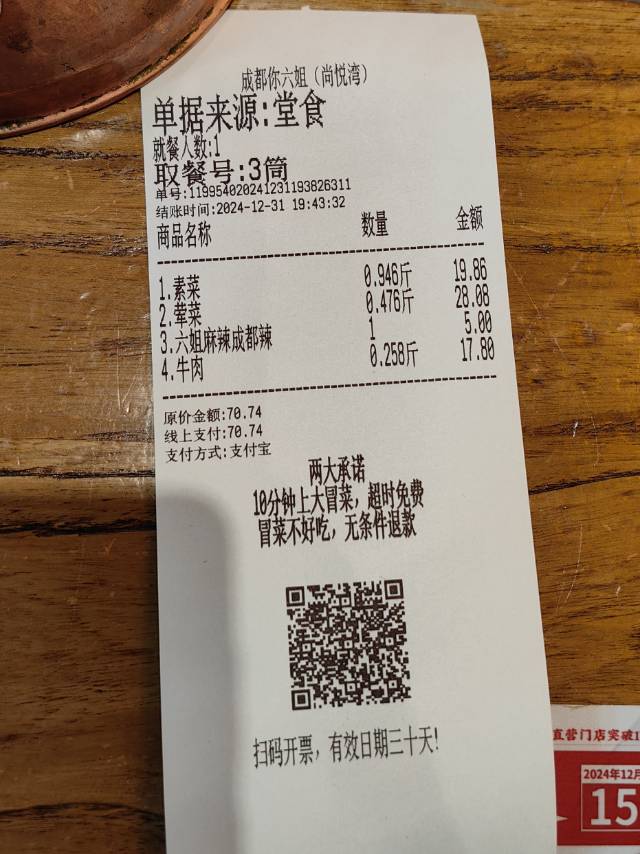 成都你六姐（尚悦湾）
单据来源:堂食
就餐人数:1
取餐号:3筒
单号:11995402024123119382６311
结账时间:2024-12-31 19:43:32
商品名称 数量 金额
1.素菜 0.946斤 19.86
2.荤菜 0.476斤 28.08
3.六姐麻辣成都辣 1 5.00
4.牛肉 0.258斤 17.80
原价金额:70.74
线上支付:70.74
支付方式:支付宝
两大承诺
10分钟上大冒菜，超时免费
冒菜不好吃，无条件退款
扫码开票，有效日期三十天!
直营门店突破1
2024年12月
15